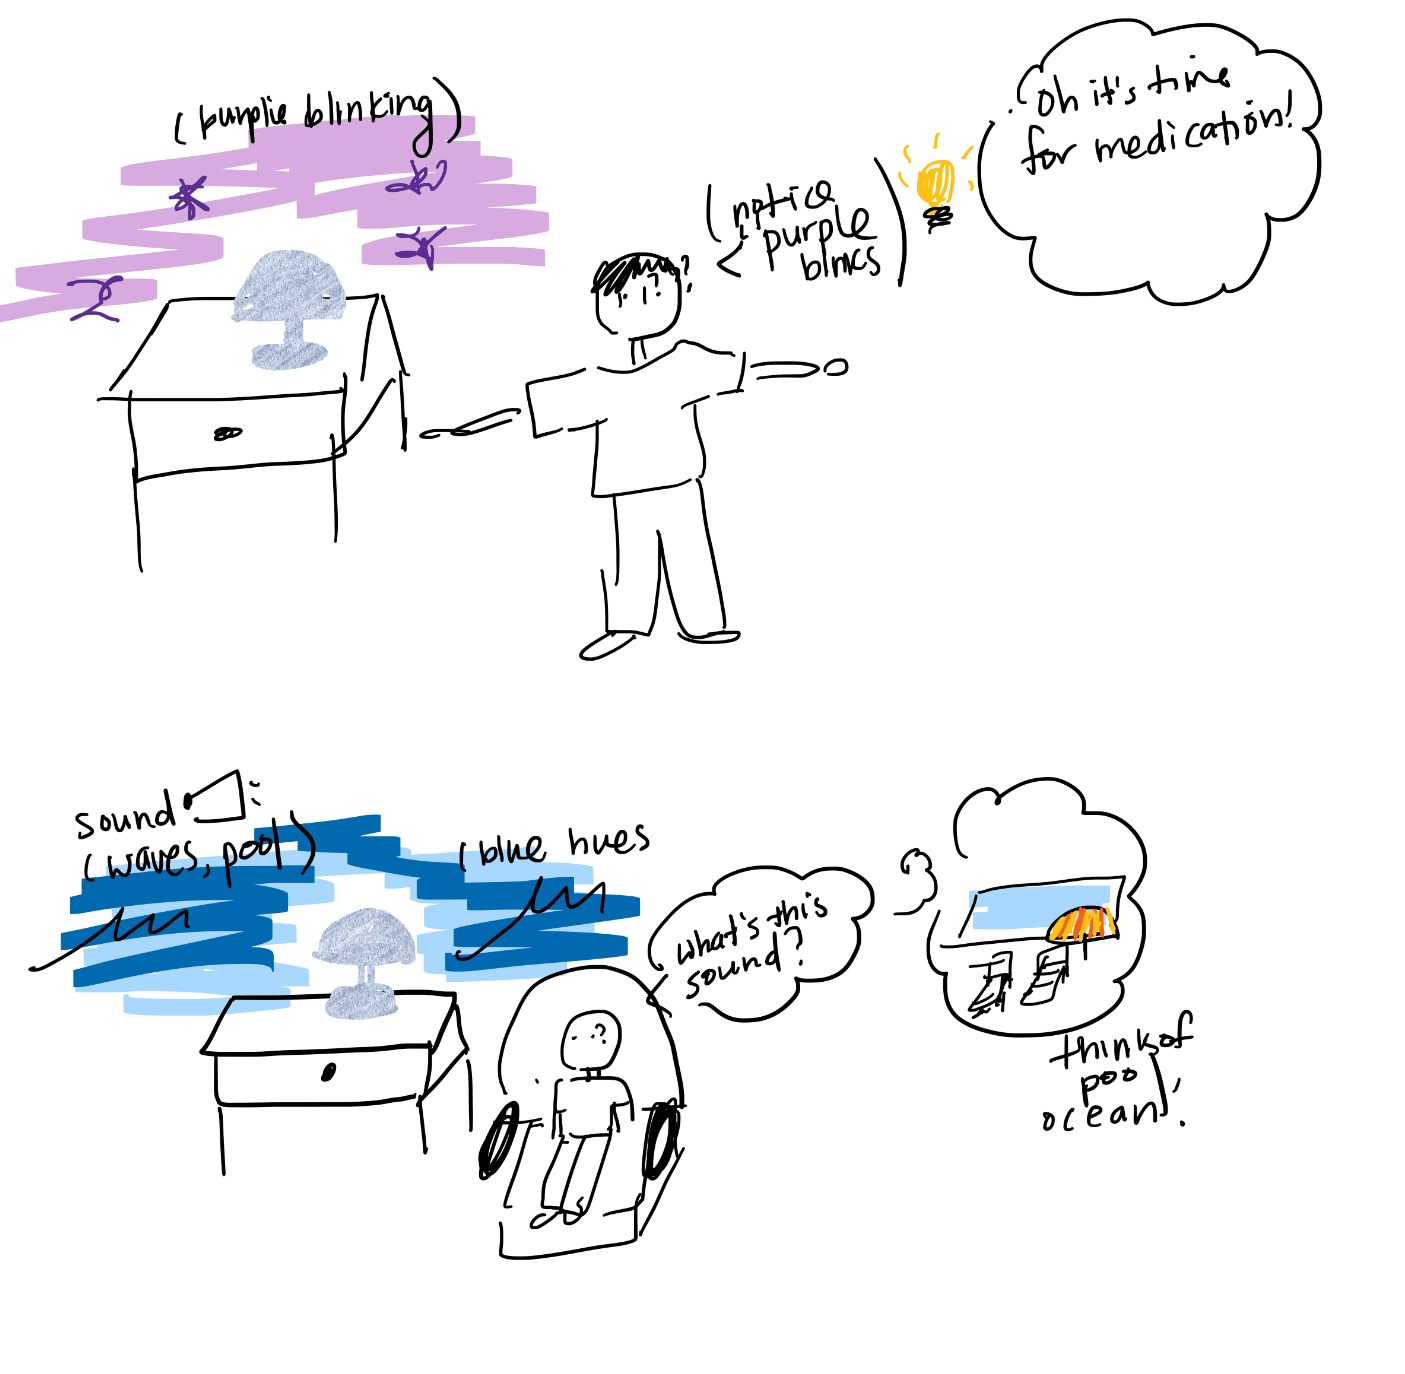 (purplie blinking)
(notice
purple
blinks)
oh it's time
for medication!
sound
(waves, pool)
(blue hues
what's this
sound?
think of
poo
ocean).